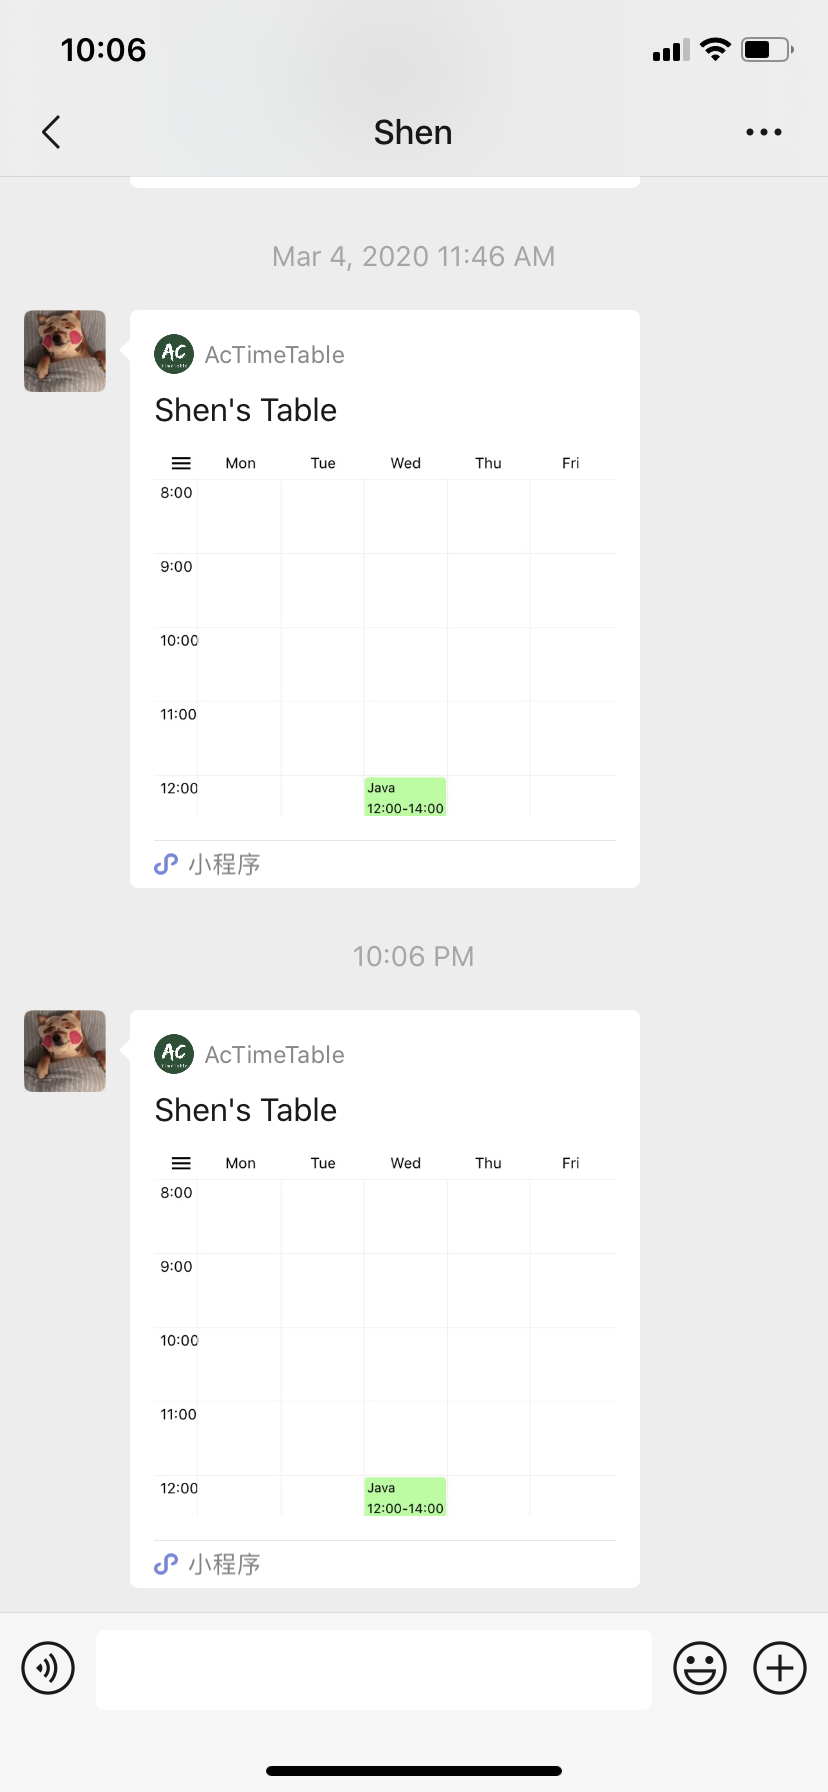 10:06
Shen
Mar 4, 2020 11:46 AM
AC
AcTimeTable
Shen's Table
Mon Tue Wed Thu Fri
8:00
9:00
10:00
11:00
12:00
Java
12:00-14:00
小程序
10:06 PM
AC
AcTimeTable
Shen's Table
Mon Tue Wed Thu Fri
8:00
9:00
10:00
11:00
12:00
Java
12:00-14:00
小程序